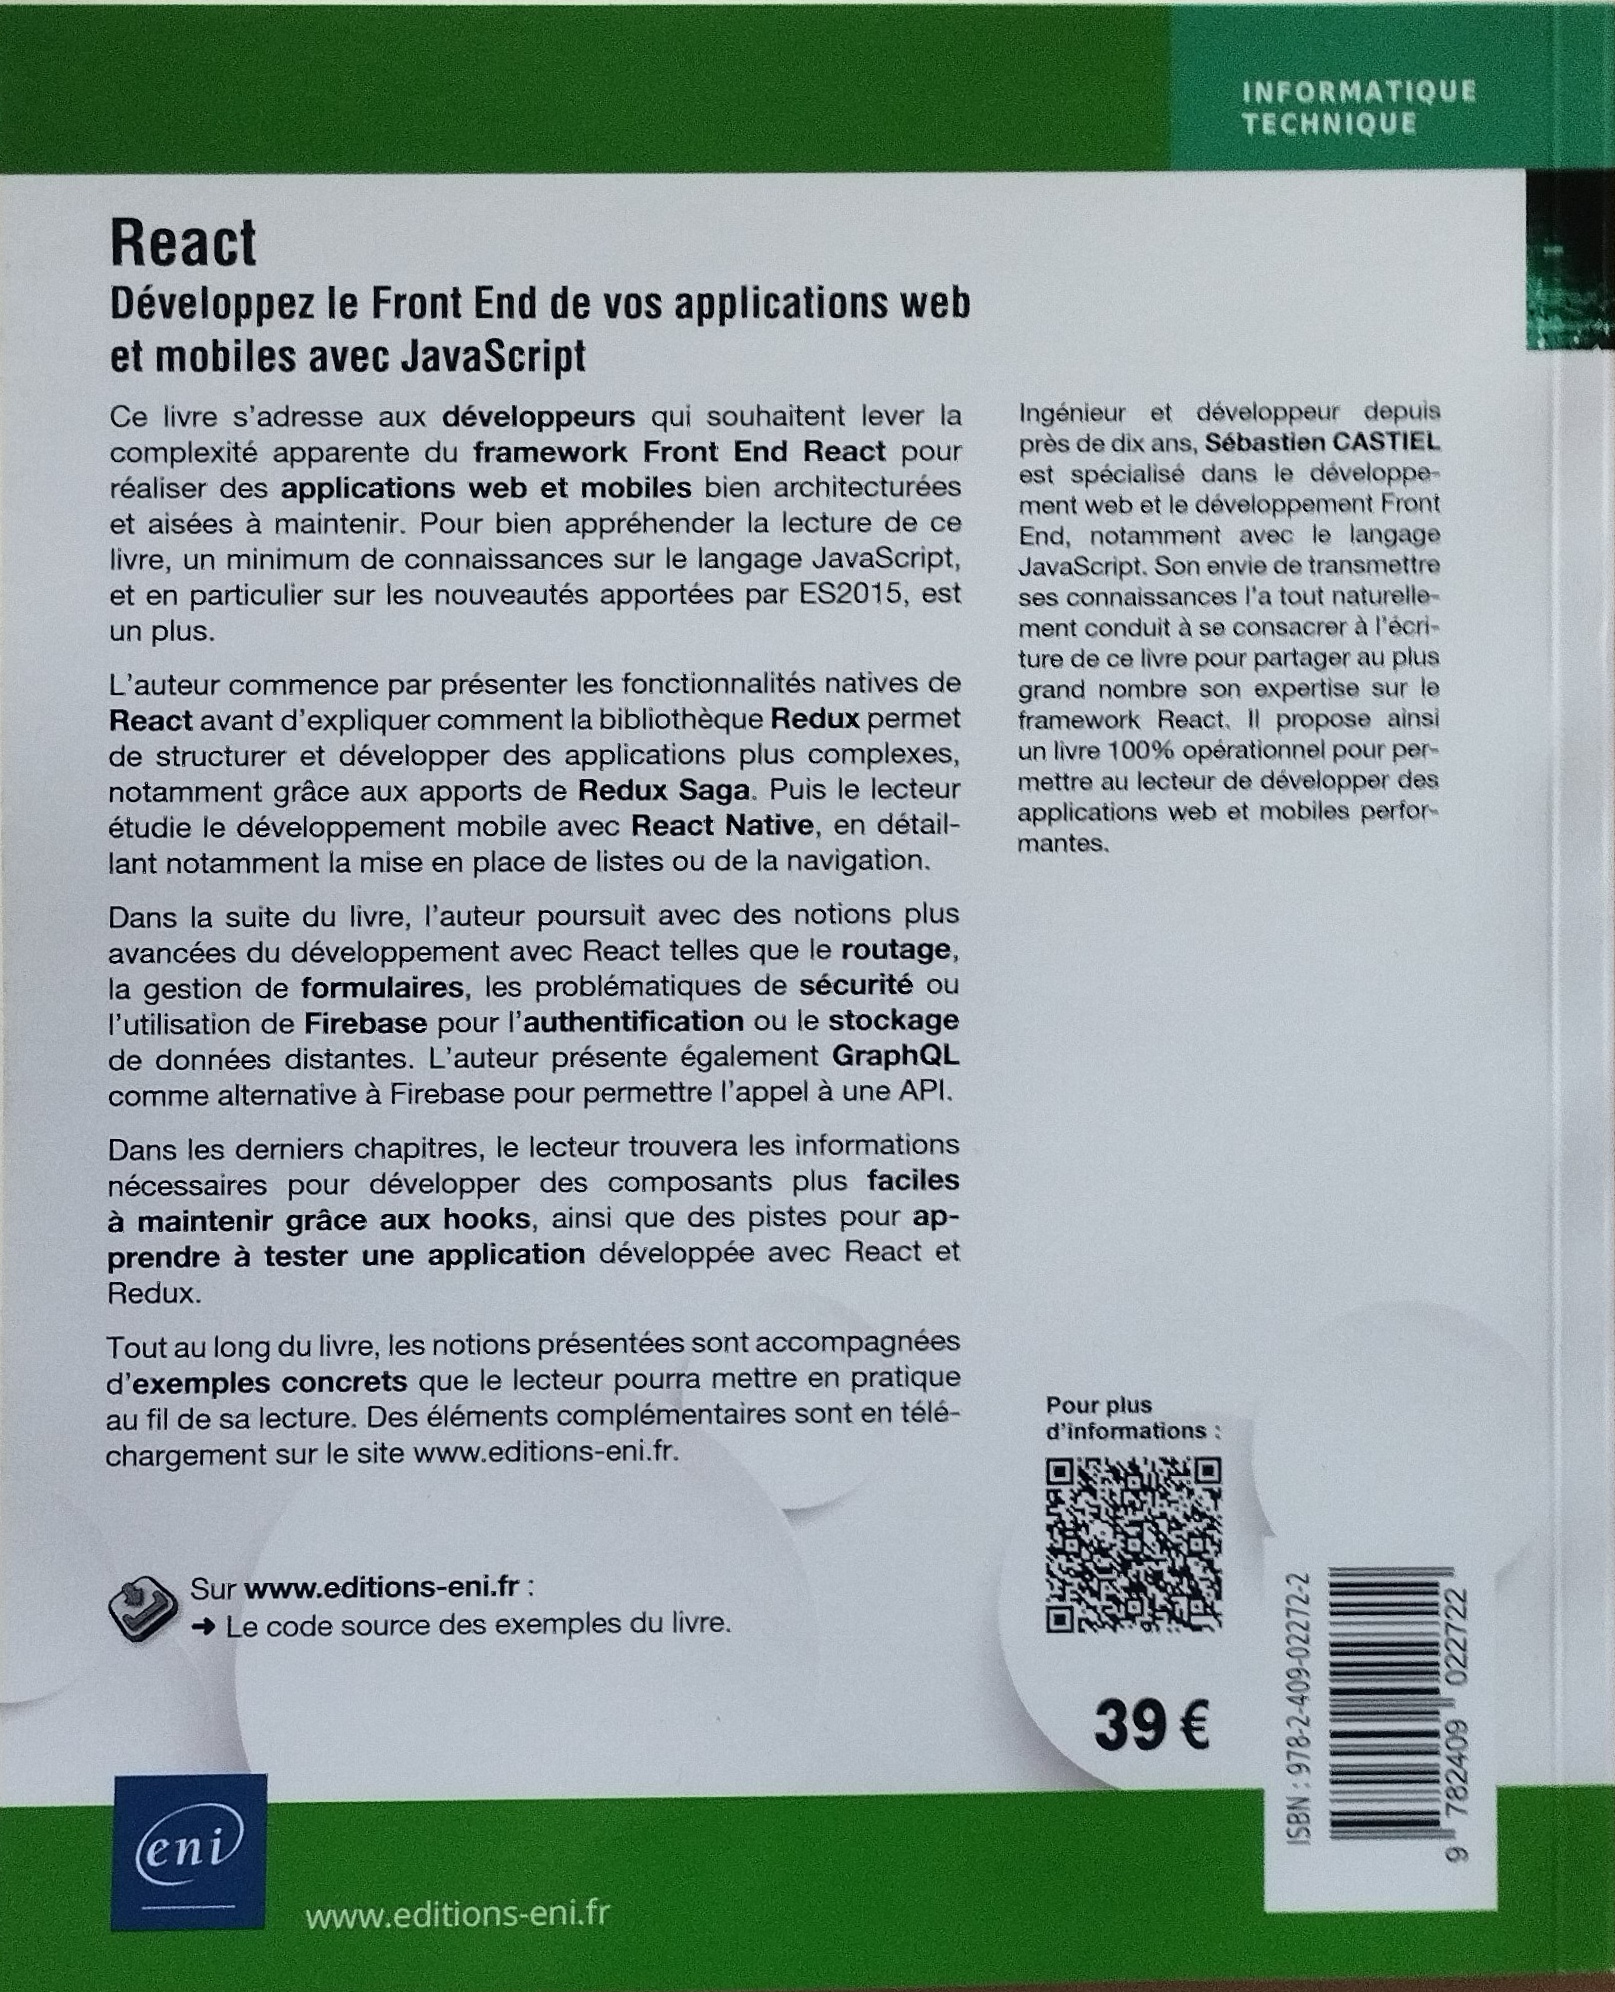 INFORMATIQUE
TECHNIQUE
React
Développez le Front End de vos applications web
et mobiles avec JavaScript
Ce livre s'adresse aux développeurs qui souhaitent lever la
complexité apparente du framework Front End React pour
réaliser des applications web et mobiles bien architecturées
et aisées à maintenir. Pour bien appréhender la lecture de ce
livre, un minimum de connaissances sur le langage JavaScript,
et en particulier sur les nouveautés apportées par ES2015, est
un plus.
L'auteur commence par présenter les fonctionnalités natives de
React avant d'expliquer comment la bibliothèque Redux permet
de structurer et développer des applications plus complexes,
notamment grâce aux apports de Redux Saga. Puis le lecteur
étudie le développement mobile avec React Native, en détail-
lant notamment la mise en place de listes ou de la navigation.
Dans la suite du livre, l'auteur poursuit avec des notions plus
avancées du développement avec React telles que le routage,
la gestion de formulaires, les problématiques de sécurité ou
l'utilisation de Firebase pour l'authentification ou le stockage
de données distantes. L'auteur présente également GraphQL
comme alternative à Firebase pour permettre l'appel à une API.
Dans les derniers chapitres, le lecteur trouvera les informations
nécessaires pour développer des composants plus faciles
à maintenir grâce aux hooks, ainsi que des pistes pour ap-
prendre à tester une application développée avec React et
Redux.
Tout au long du livre, les notions présentées sont accompagnées
d'exemples concrets que le lecteur pourra mettre en pratique
au fil de sa lecture. Des éléments complémentaires sont en télé-
chargement sur le site www.editions-eni.fr.
Ingénieur et développeur depuis
près de dix ans, Sébastien CASTIEL
est spécialisé dans le développe-
ment web et le développement Front
End, notamment avec le langage
JavaScript. Son envie de transmettre
ses connaissances l'a tout naturelle-
ment conduit à se consacrer à l'écri-
ture de ce livre pour partager au plus
grand nombre son expertise sur le
framework React. Il propose ainsi
un livre 100% opérationnel pour per-
mettre au lecteur de développer des
applications web et mobiles perfor-
mantes.
Sur www.editions-eni.fr :
→ Le code source des exemples du livre.
Pour plus
d'informations :
39 €
ISBN : 978-2-409-02272-2
9 782409 022722
eni
www.editions-eni.fr